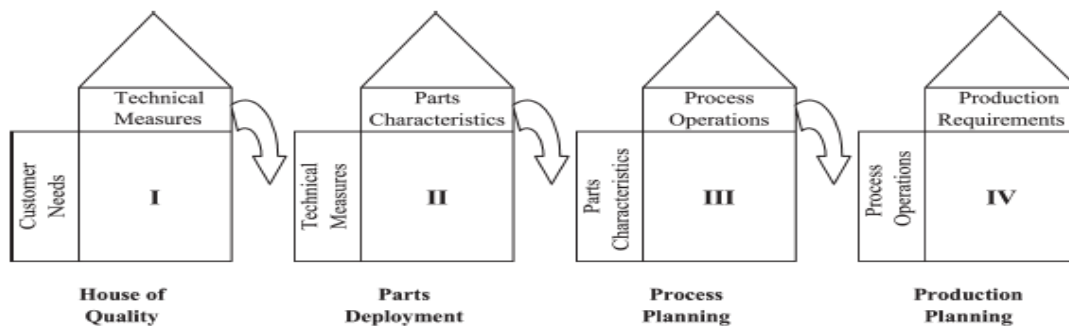 Technical
Measures
Customer
Needs
I
House of
Quality
Parts
Characteristics
Technical
Measures
II
Parts
Deployment
Process
Operations
Parts
Characteristics
III
Process
Planning
Production
Requirements
Process
Operations
IV
Production
Planning